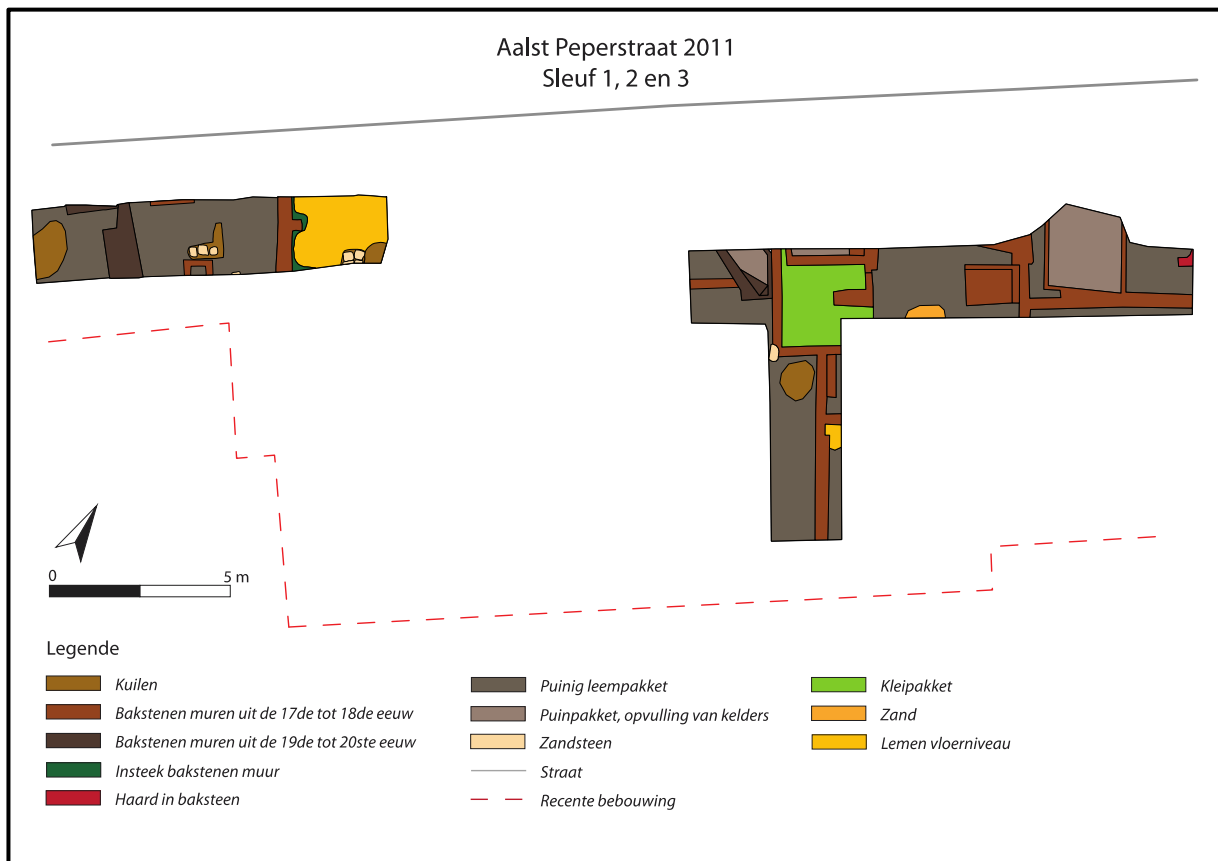 Aalst Peperstraat 2011
Sleuf 1, 2 en 3
0 5 m
Legende
Kuilen
Bakstenen muren uit de 17de tot 18de eeuw
Bakstenen muren uit de 19de tot 20ste eeuw
Insteek bakstenen muur
Haard in baksteen
Puinig leempakket
Puinpakket, opvulling van kelders
Zandsteen
Straat
Recente bebouwing
Kleipakket
Zand
Lemen vloerniveau